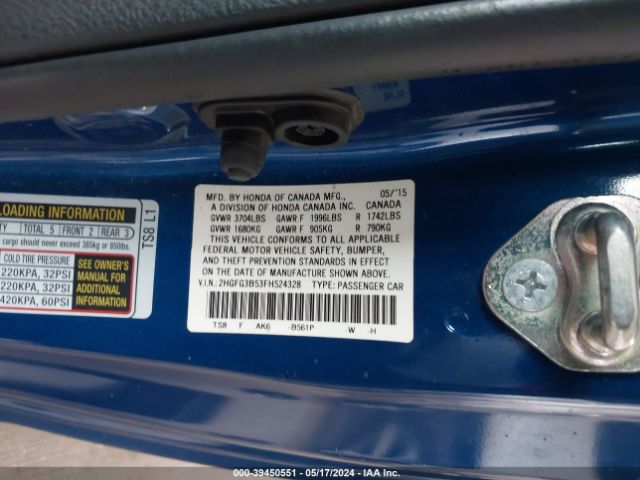 LOADING INFORMATION
TOTAL 5 FRONT 2 REAR 3
cargo should never exceed 385kg or 850lbs.
COLD TIRE PRESSURE
220KPA, 32PSI
220KPA, 32PSI
420KPA, 60PSI
SEE OWNER'S
MANUAL FOR
ADDITIONAL
INFORMATION
TS8 L1
MFD. BY HONDA OF CANADA MFG., 05/'15
A DIVISION OF HONDA CANADA INC. CANADA
GVWR 3704LBS GAWR F 1996LBS R 1742LBS
GVWR 1680KG GAWR F 905KG R 790KG
THIS VEHICLE CONFORMS TO ALL APPLICABLE
FEDERAL MOTOR VEHICLE SAFETY, BUMPER,
AND THEFT PREVENTION STANDARDS IN EFFECT
ON THE DATE OF MANUFACTURE SHOWN ABOVE.
V.I.N.: 2HGFG3B53FH524328 TYPE: PASSENGER CAR
TS8 F AK6 -B561P -W -H
OWNER: 39450551 - 05/17/2024 - IAA Inc.